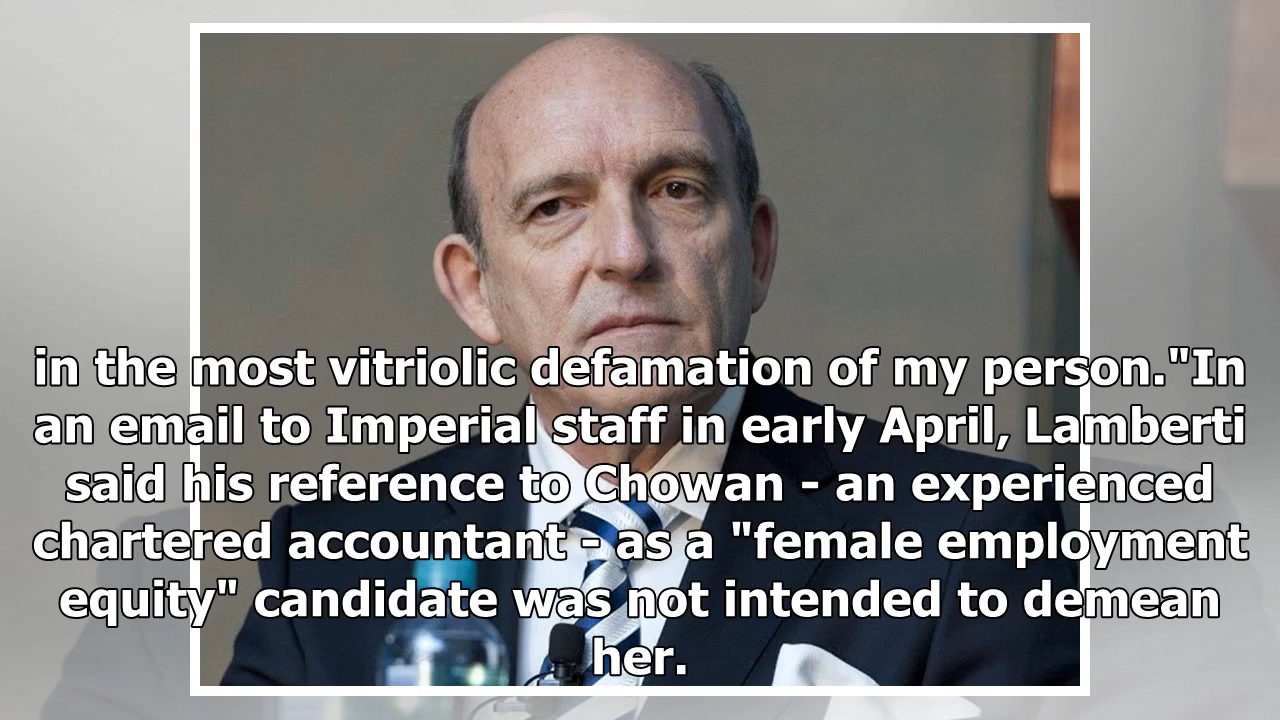 in the most vitriolic defamation of my person."In
an email to Imperial staff in early April, Lamberti
said his reference to Chowan - an experienced
chartered accountant - as a "female employment
equity" candidate was not intended to demean
her.